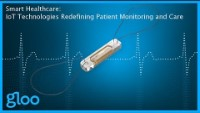 Smart Healthcare:
IoT Technologies Redefining Patient Monitoring and Care
gloo